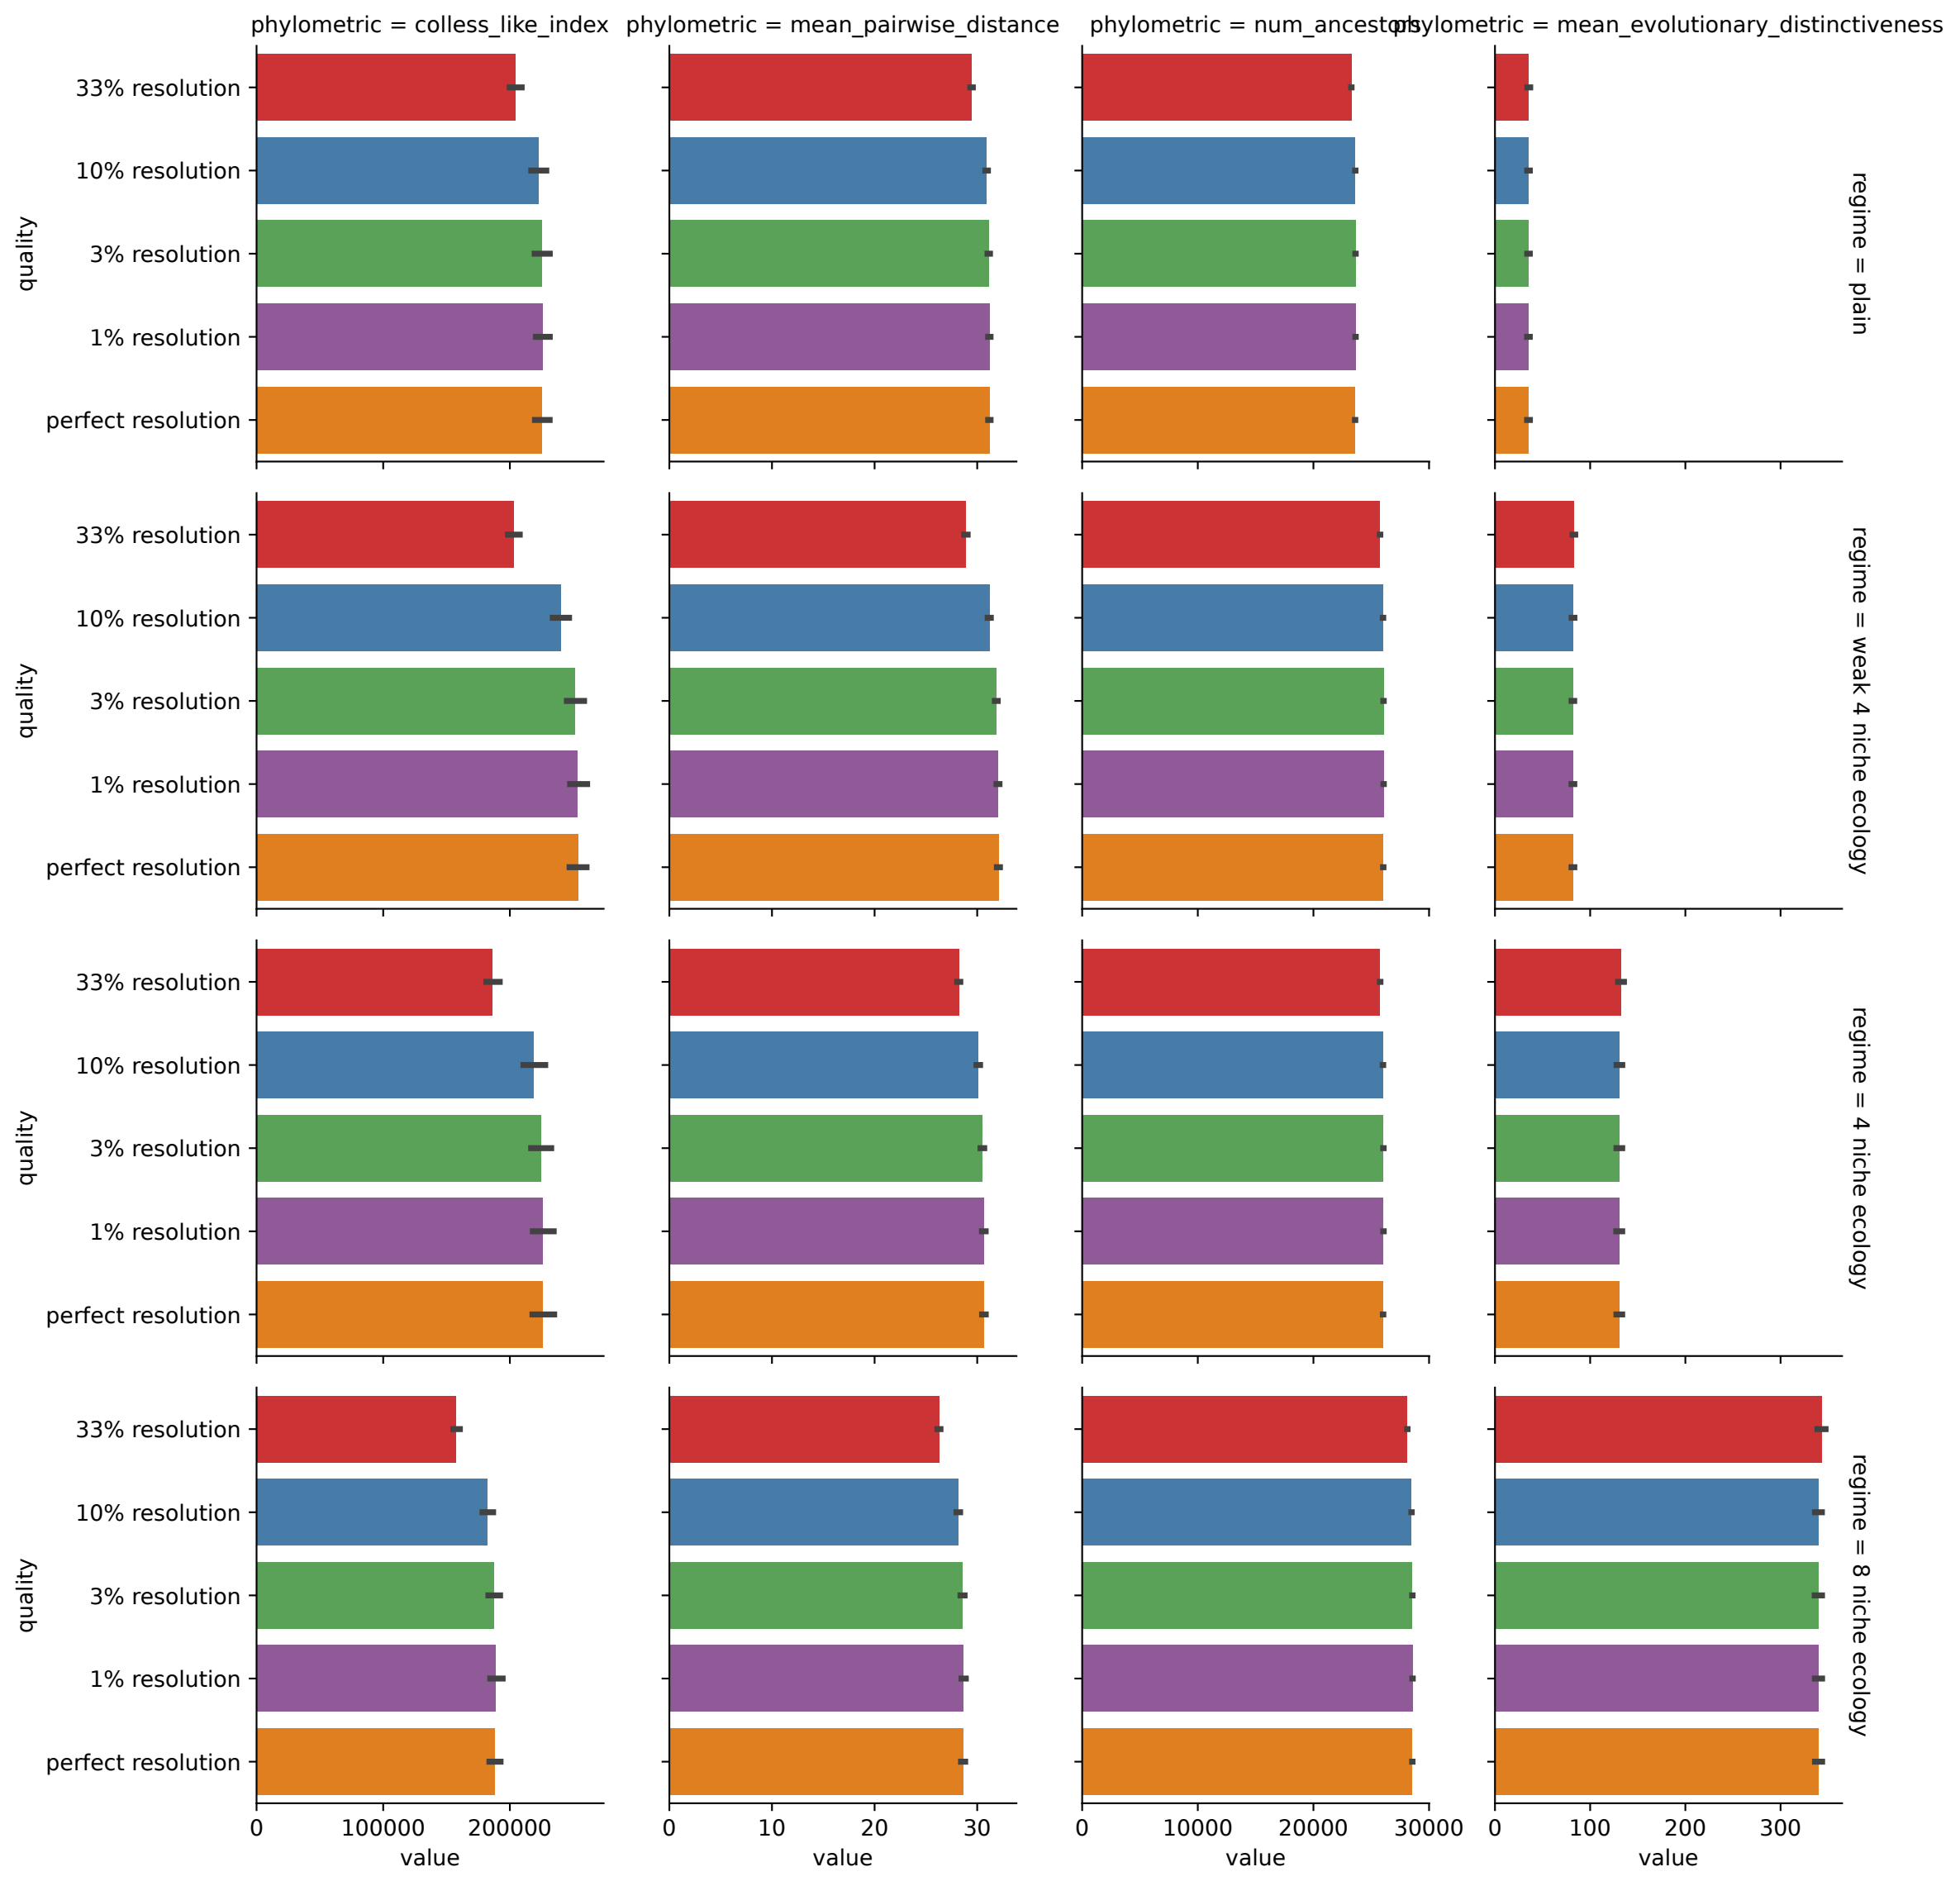 phylometric = colless_like_index
phylometric = mean_pairwise_distance
phylometric = num_ancestors
phylometric = mean_evolutionary_distinctiveness
quality
33% resolution
10% resolution
3% resolution
1% resolution
perfect resolution
regime = plain
quality
33% resolution
10% resolution
3% resolution
1% resolution
perfect resolution
regime = weak 4 niche ecology
quality
33% resolution
10% resolution
3% resolution
1% resolution
perfect resolution
regime = 4 niche ecology
quality
33% resolution
10% resolution
3% resolution
1% resolution
perfect resolution
regime = 8 niche ecology
0 100000 200000
0 10 20 30
0 10000 20000 30000
0 100 200 300
value
value
value
value